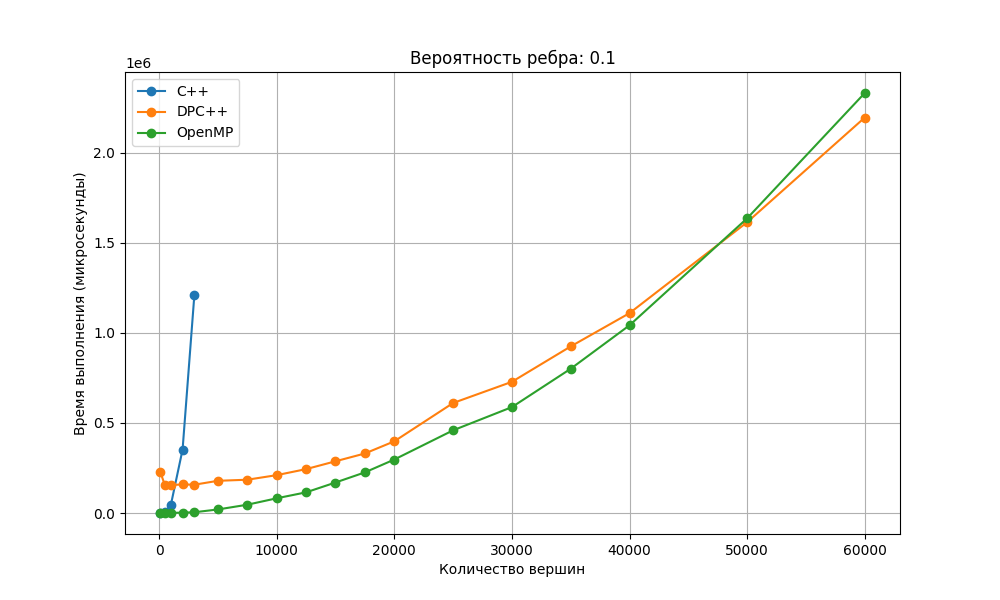 Вероятность ребра: 0.1
1e6
C++
DPC++
OpenMP
2.0
1.5
1.0
0.5
0.0
Время выполнения (микросекунды)
0 10000 20000 30000 40000 50000 60000
Количество вершин